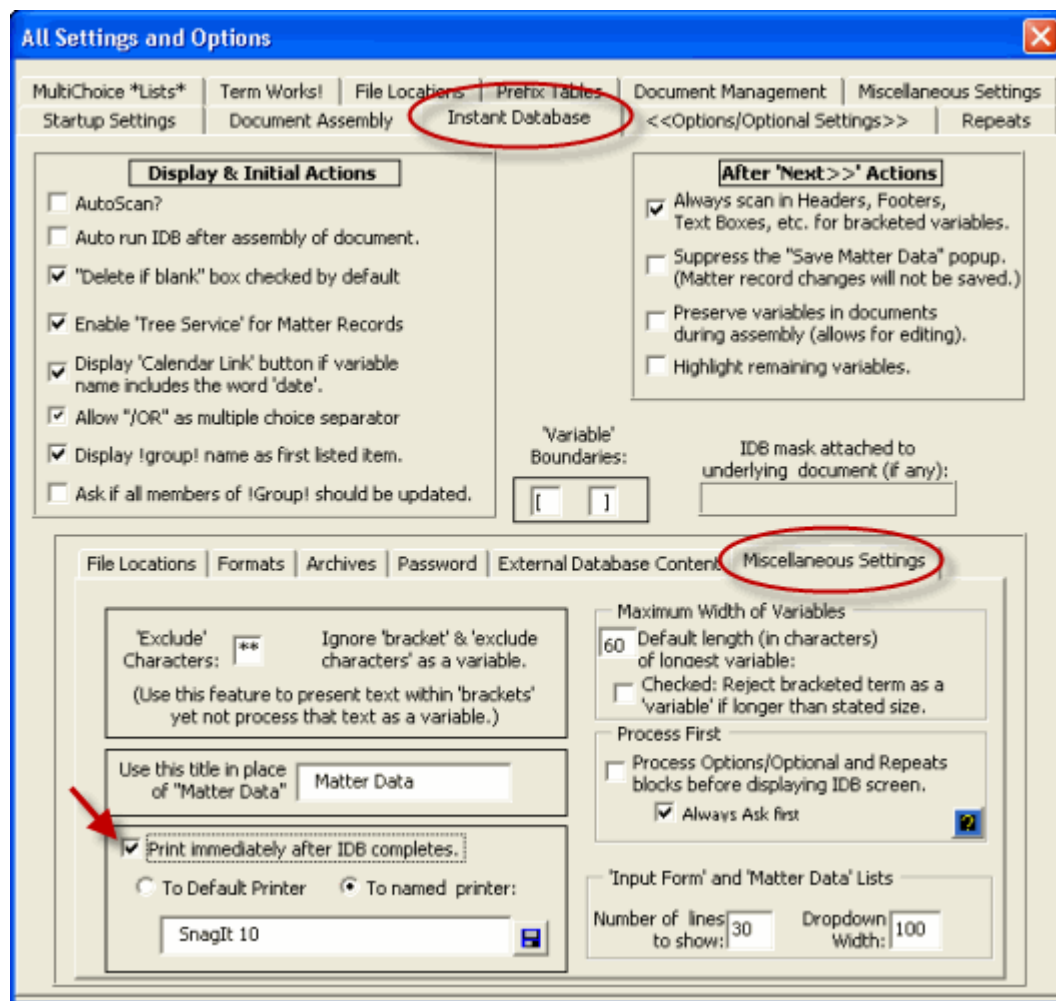 All Settings and Options
MultiChoice *Lists* Term Works! File Locations Prefix Tables Document Management Miscellaneous Settings
Startup Settings Document Assembly Instant Database <<Options/Optional Settings>> Repeats
Display & Initial Actions
AutoScan?
Auto run IDB after assembly of document.
"Delete if blank" box checked by default
Enable 'Tree Service' for Matter Records
Display 'Calendar Link' button if variable
name includes the word 'date'.
Allow "/OR" as multiple choice separator
Display !group! name as first listed item.
Ask if all members of !Group! should be updated.
After 'Next>>' Actions
Always scan in Headers, Footers,
Text Boxes, etc. for bracketed variables.
Suppress the "Save Matter Data" popup.
(Matter record changes will not be saved.)
Preserve variables in documents
during assembly (allows for editing).
Highlight remaining variables.
'Variable'
Boundaries:
[ ]
IDB mask attached to
underlying document (if any):
File Locations Formats Archives Password External Database Content Miscellaneous Settings
'Exclude'
Characters:
**
Ignore 'bracket' & 'exclude
characters' as a variable.
(Use this feature to present text within 'brackets'
yet not process that text as a variable.)
Use this title in place
of "Matter Data"
Matter Data
Print immediately after IDB completes.
To Default Printer To named printer:
SnagIt 10
Maximum Width of Variables
60
Default length (in characters)
of longest variable:
Checked: Reject bracketed term as a
'variable' if longer than stated size.
Process First
Process Options/Optional and Repeats
blocks before displaying IDB screen.
Always Ask first
?
'Input Form' and 'Matter Data' Lists
Number of lines
to show:
30
Dropdown
Width:
100